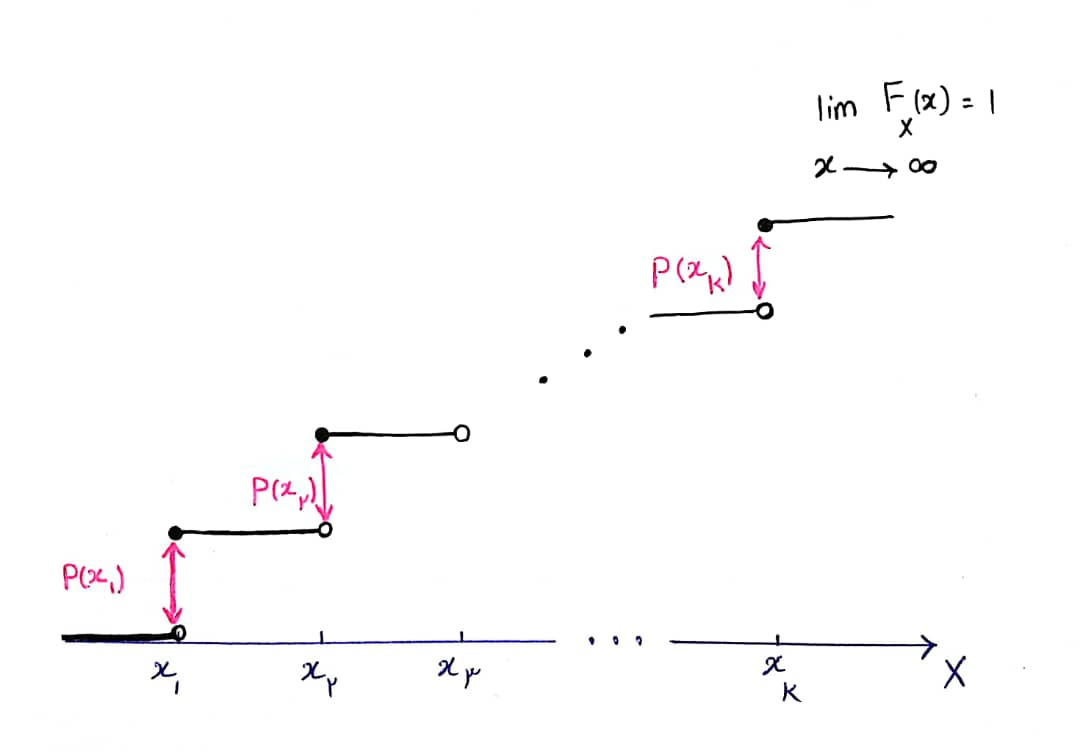 lim F_X(x) = 1
x → ∞
P(x_k)
P(x_۲)
P(x_۱)
x_۱ x_۲ x_۳ ... x_k X